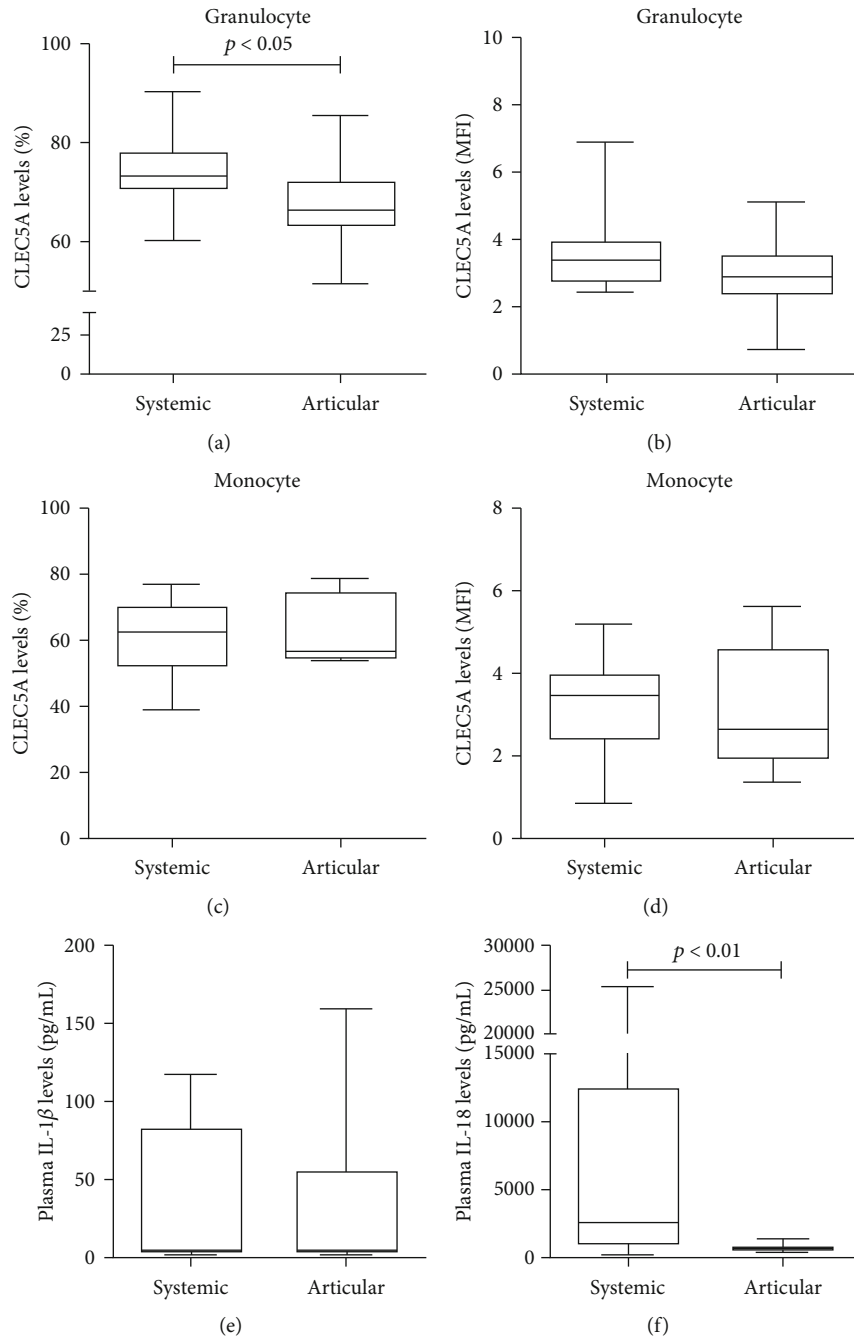 Granulocyte
p < 0.05
CLEC5A levels (%)
100
80
60
25
0
Systemic
Articular
(a)
Granulocyte
CLEC5A levels (MFI)
10
8
6
4
2
0
Systemic
Articular
(b)
Monocyte
CLEC5A levels (%)
100
80
60
40
60
0
Systemic
Articular
(c)
Monocyte
CLEC5A levels (MFI)
8
6
4
2
0
Systemic
Articular
(d)
Plasma IL-1β levels (pg/mL)
200
150
100
50
0
Systemic
Articular
(e)
p < 0.01
Plasma IL-18 levels (pg/mL)
30000
25000
20000
15000
10000
5000
0
Systemic
Articular
(f)